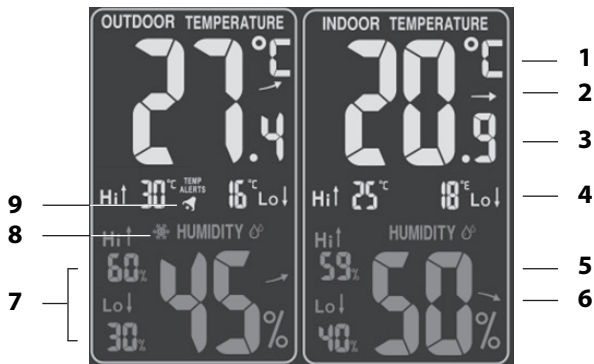 OUTDOOR TEMPERATURE
27.4 °C
Hi↑ 30°C TEMP ALERTS 16°C Lo↓
Hi↑ HUMIDITY
60%
Lo↓
30%
45%
INDOOR TEMPERATURE
20.9 °C
Hi↑ 25°C 18°E Lo↓
Hi↑ HUMIDITY
59%
Lo↓
40%
50%
1
2
3
4
5
6
7
8
9